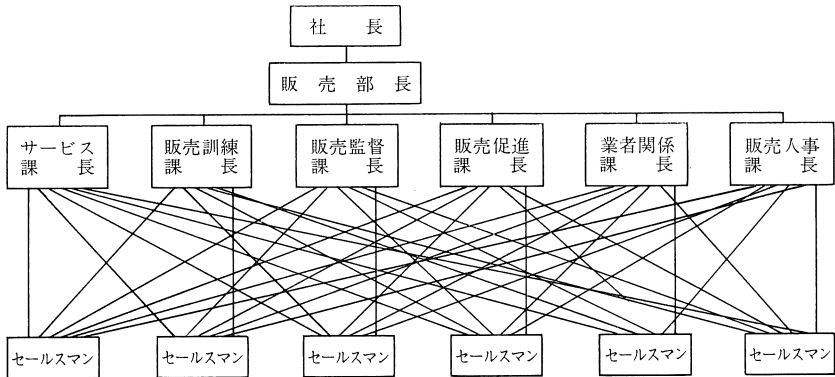 社長
販売部長
サービス
課長
販売訓練
課長
販売監督
課長
販売促進
課長
業者関係
課長
販売人事
課長
セールスマン
セールスマン
セールスマン
セールスマン
セールスマン
セールスマン